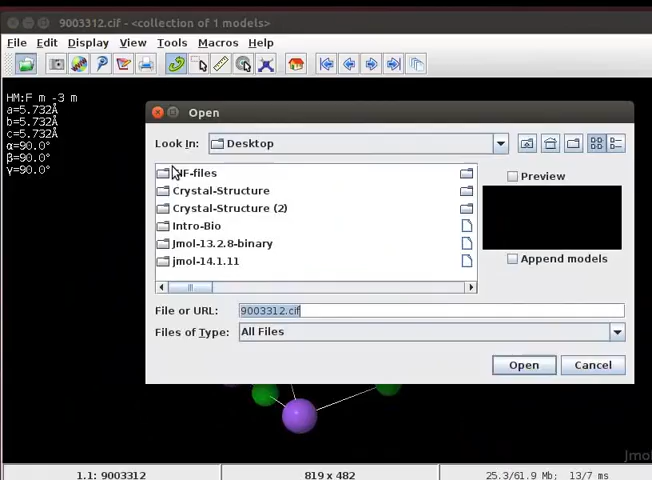 9003312.cif - <collection of 1 models>
File Edit Display View Tools Macros Help
HM:F m -3 m
a=5.732Å
b=5.732Å
c=5.732Å
α=90.0°
β=90.0°
γ=90.0°
Open
Look In: Desktop
IF-files
Crystal-Structure
Crystal-Structure (2)
Intro-Bio
Jmol-13.2.8-binary
jmol-14.1.11
Preview
Append models
File or URL: 9003312.cif
Files of Type: All Files
Open Cancel
Jmol
1.1: 9003312 819 x 482 25.3/61.9 Mb; 13/7 ms